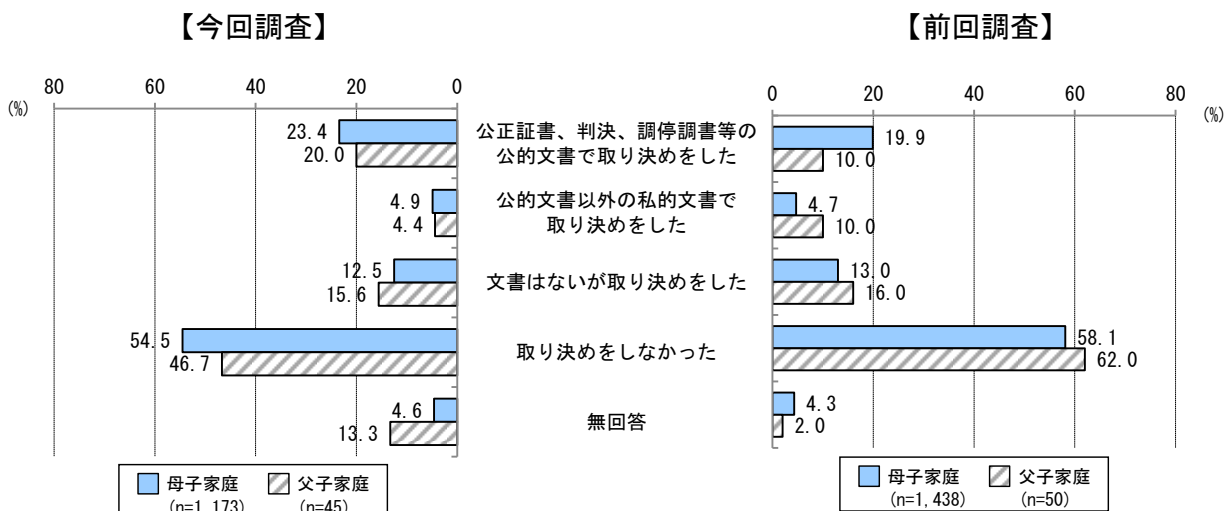 【今回調査】
【前回調査】
80 60 40 20 0
(%)
0 20 40 60 80
(%)
23.4
公正証書、判決、調停調書等の
19.9
20.0
公的文書で取り決めをした
10.0
4.9
公的文書以外の私的文書で
4.7
4.4
取り決めをした
10.0
12.5
文書はないが取り決めをした
13.0
15.6
16.0
54.5
取り決めをしなかった
58.1
46.7
62.0
4.6
無回答
4.3
13.3
2.0
母子家庭 父子家庭
(n=1,173) (n=45)
母子家庭 父子家庭
(n=1,438) (n=50)